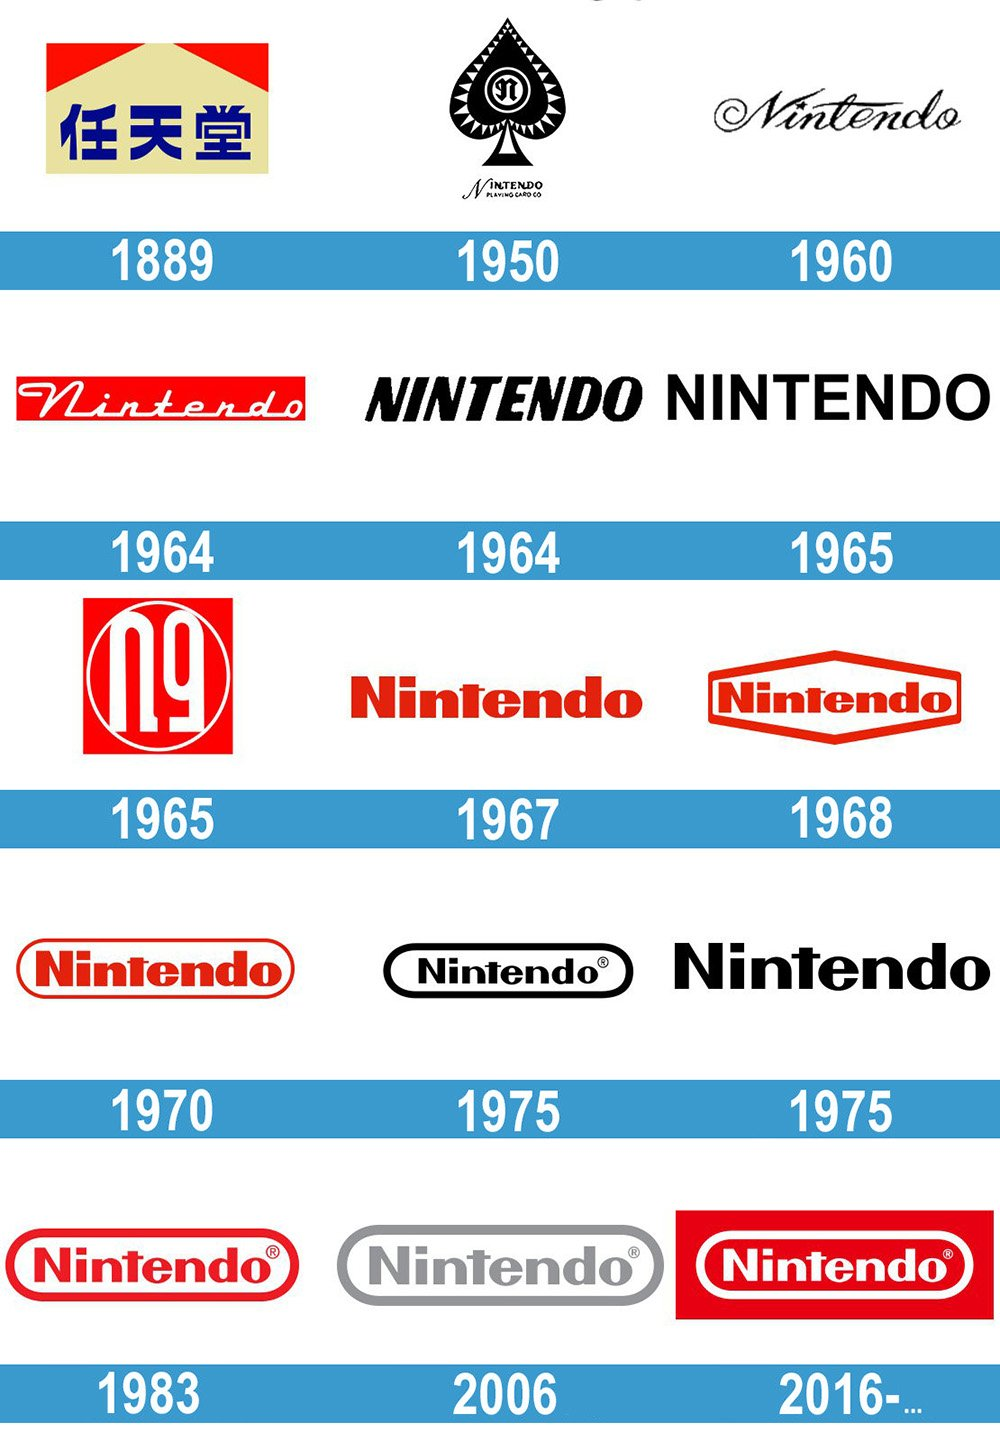 任天堂
n
NINTENDO
PLAYING CARD CO
Nintendo
1889 1950 1960
Nintendo
NINTENDO
NINTENDO
1964 1964 1965
n9
Nintendo
Nintendo
1965 1967 1968
Nintendo
Nintendo®
Nintendo
1970 1975 1975
Nintendo®
Nintendo®
Nintendo®
1983 2006 2016-...